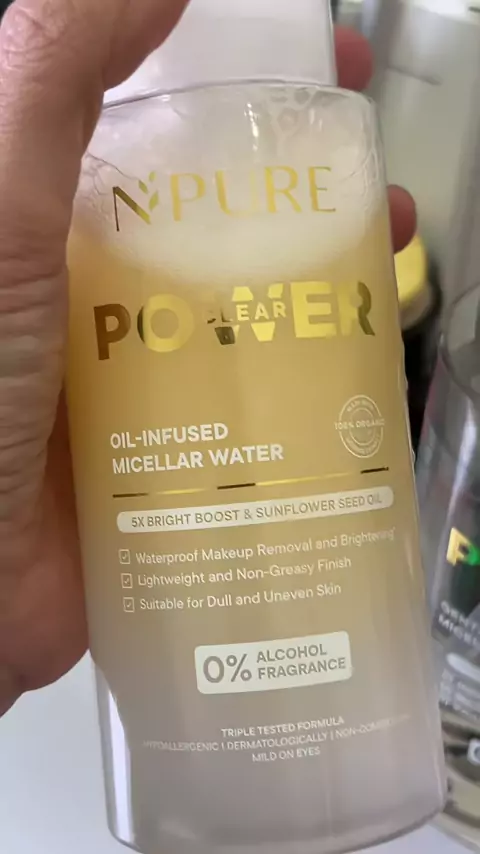 NPURE
POWER
CLEAR
OIL-INFUSED
MICELLAR WATER
100% ORGANIC
5X BRIGHT BOOST & SUNFLOWER SEED OIL
Waterproof Makeup Removal and Brightening*
Lightweight and Non-Greasy Finish
Suitable for Dull and Uneven Skin
0% ALCOHOL
FRAGRANCE
TRIPLE TESTED FORMULA
HYPOALLERGENIC | DERMATOLOGICALLY |
MILD ON EYES